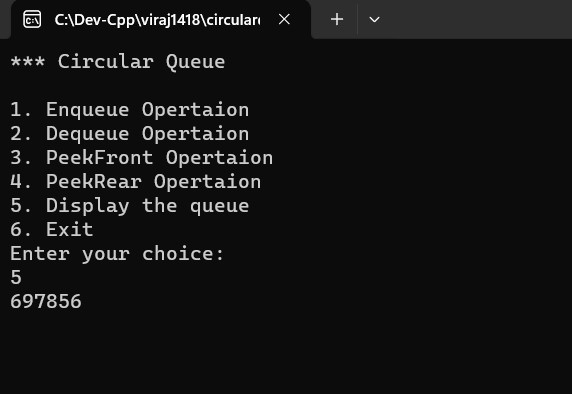 C:\Dev-Cpp\viraj1418\circular
*** Circular Queue
1. Enqueue Opertaion
2. Dequeue Opertaion
3. PeekFront Opertaion
4. PeekRear Opertaion
5. Display the queue
6. Exit
Enter your choice:
5
697856